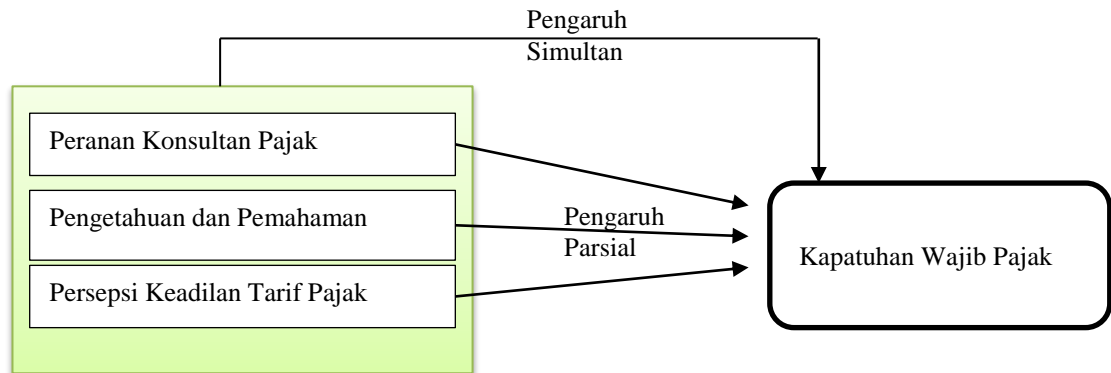 Pengaruh
Simultan
Peranan Konsultan Pajak
Pengetahuan dan Pemahaman
Persepsi Keadilan Tarif Pajak
Pengaruh
Parsial
Kapatuhan Wajib Pajak